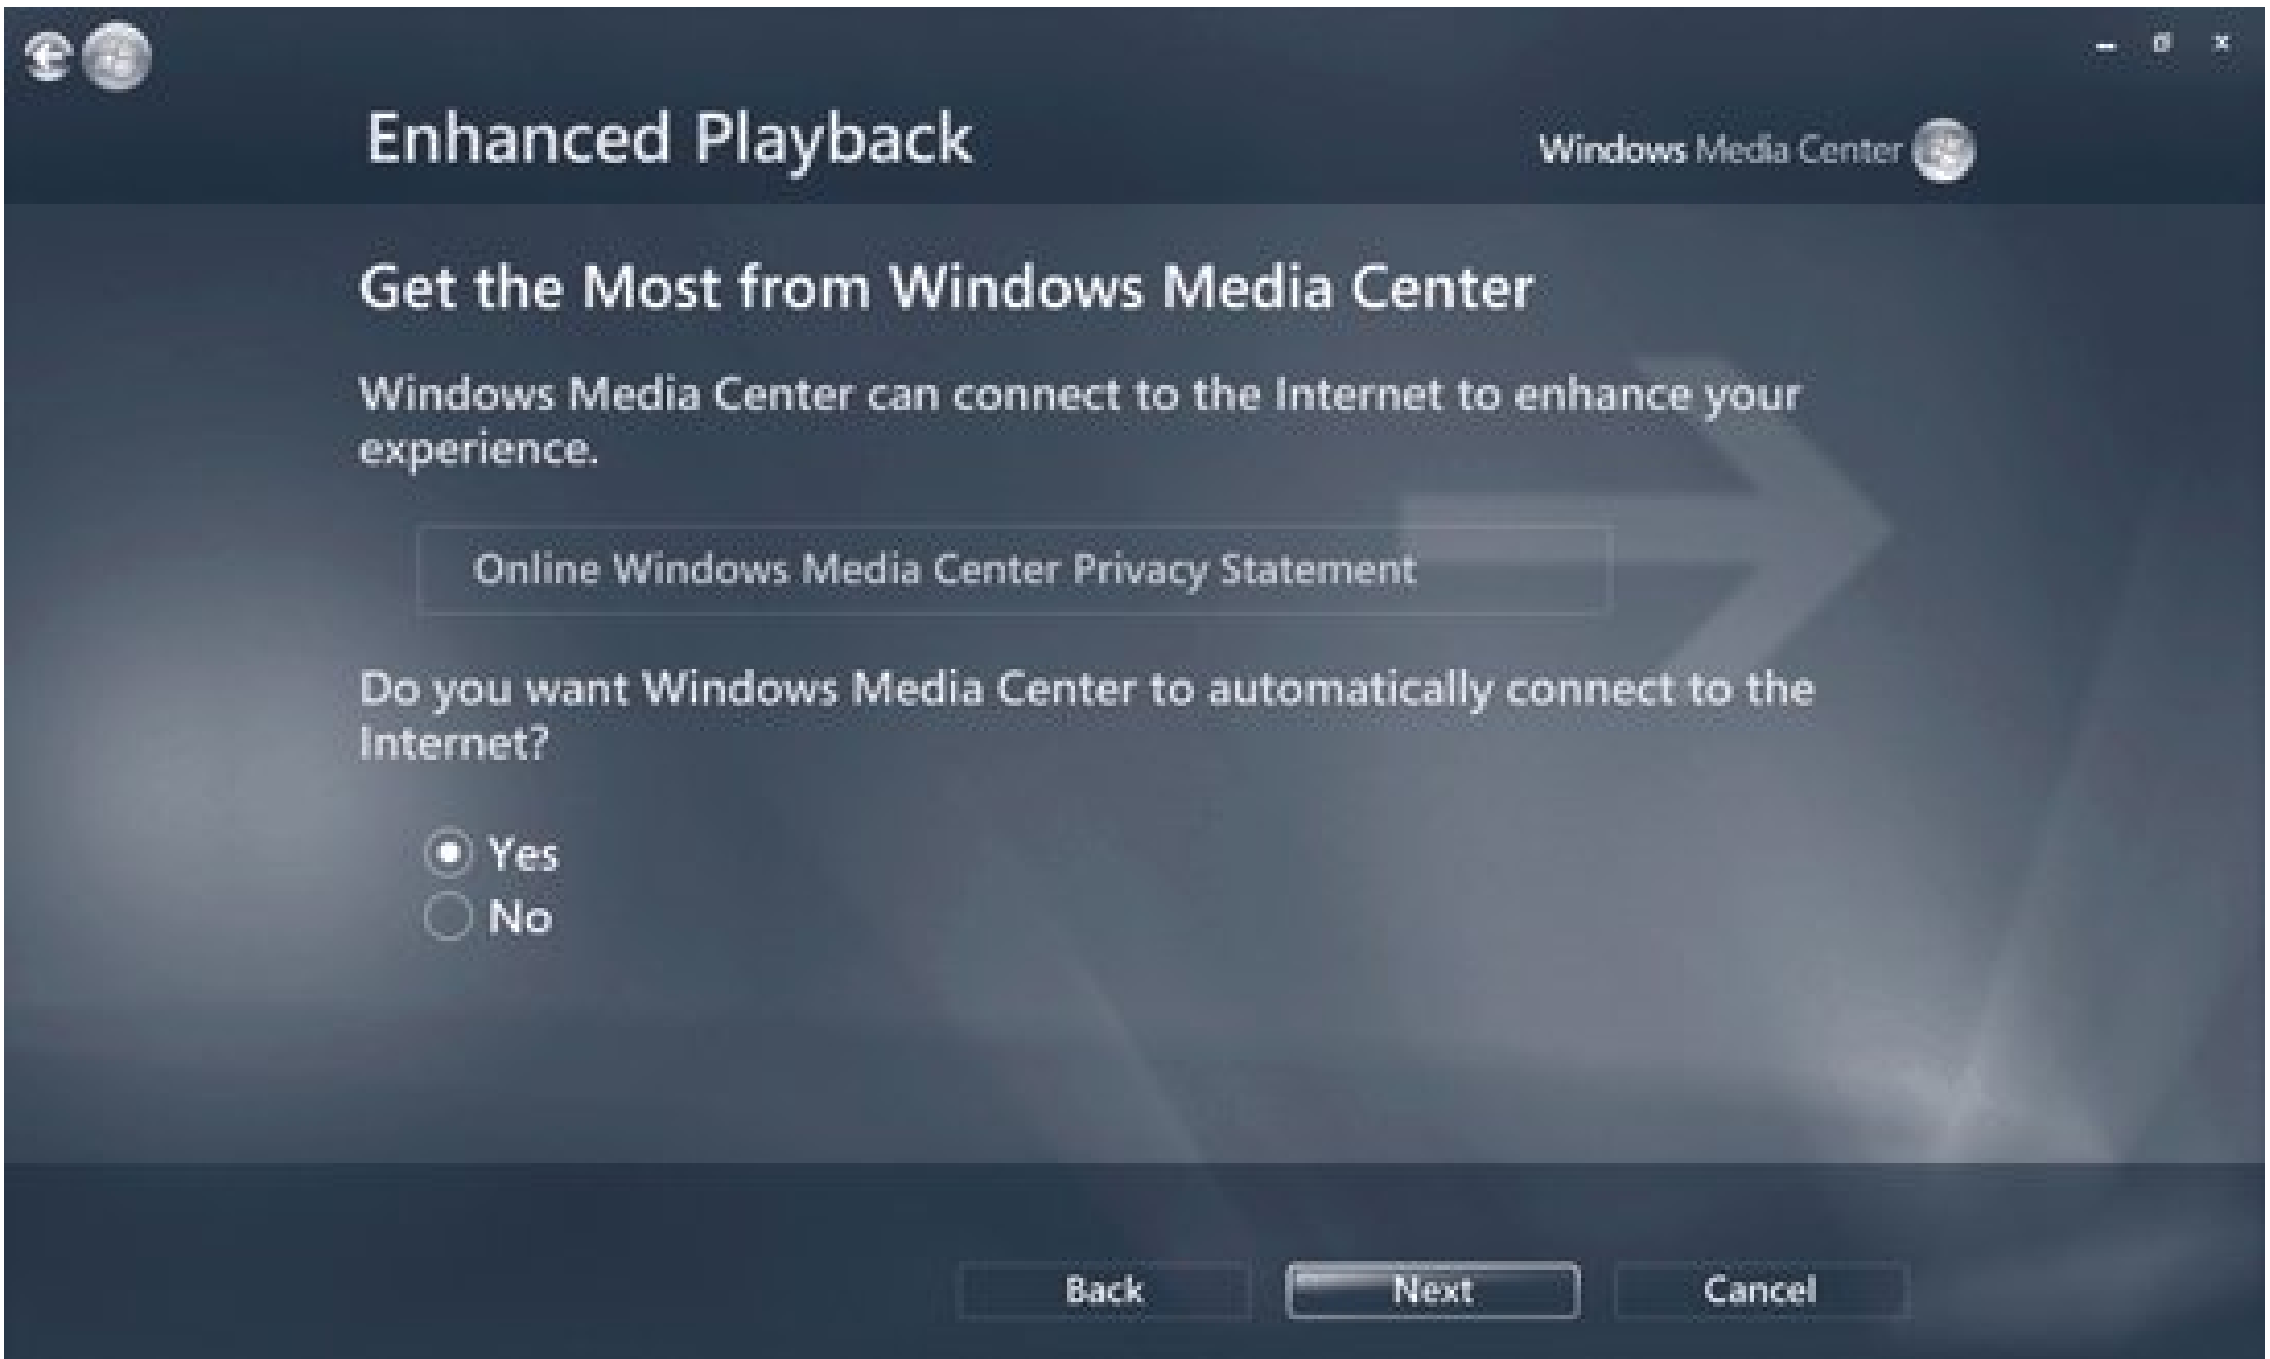 Enhanced Playback
Windows Media Center
Get the Most from Windows Media Center
Windows Media Center can connect to the Internet to enhance your
experience.
Online Windows Media Center Privacy Statement
Do you want Windows Media Center to automatically connect to the
Internet?
Yes
No
Back
Next
Cancel